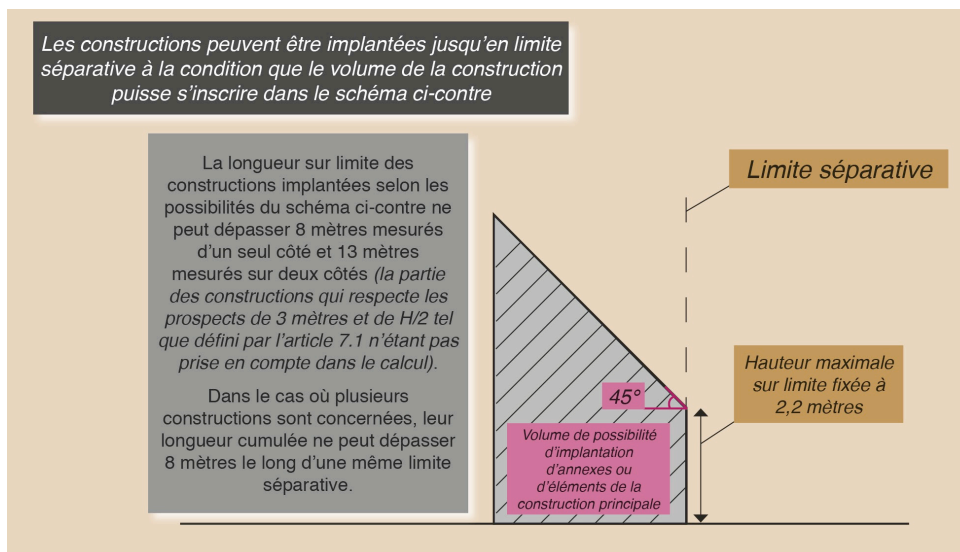 Les constructions peuvent être implantées jusqu'en limite
séparative à la condition que le volume de la construction
puisse s'inscrire dans le schéma ci-contre
La longueur sur limite des
constructions implantées selon les
possibilités du schéma ci-contre ne
peut dépasser 8 mètres mesurés
d'un seul côté et 13 mètres
mesurés sur deux côtés (la partie
des constructions qui respecte les
prospects de 3 mètres et de H/2 tel
que défini par l'article 7.1 n'étant pas
prise en compte dans le calcul).
Dans le cas où plusieurs
constructions sont concernées, leur
longueur cumulée ne peut dépasser
8 mètres le long d'une même limite
séparative.
Limite séparative
45°
Hauteur maximale
sur limite fixée à
2,2 mètres
Volume de possibilité
d'implantation
d'annexes ou
d'éléments de la
construction principale